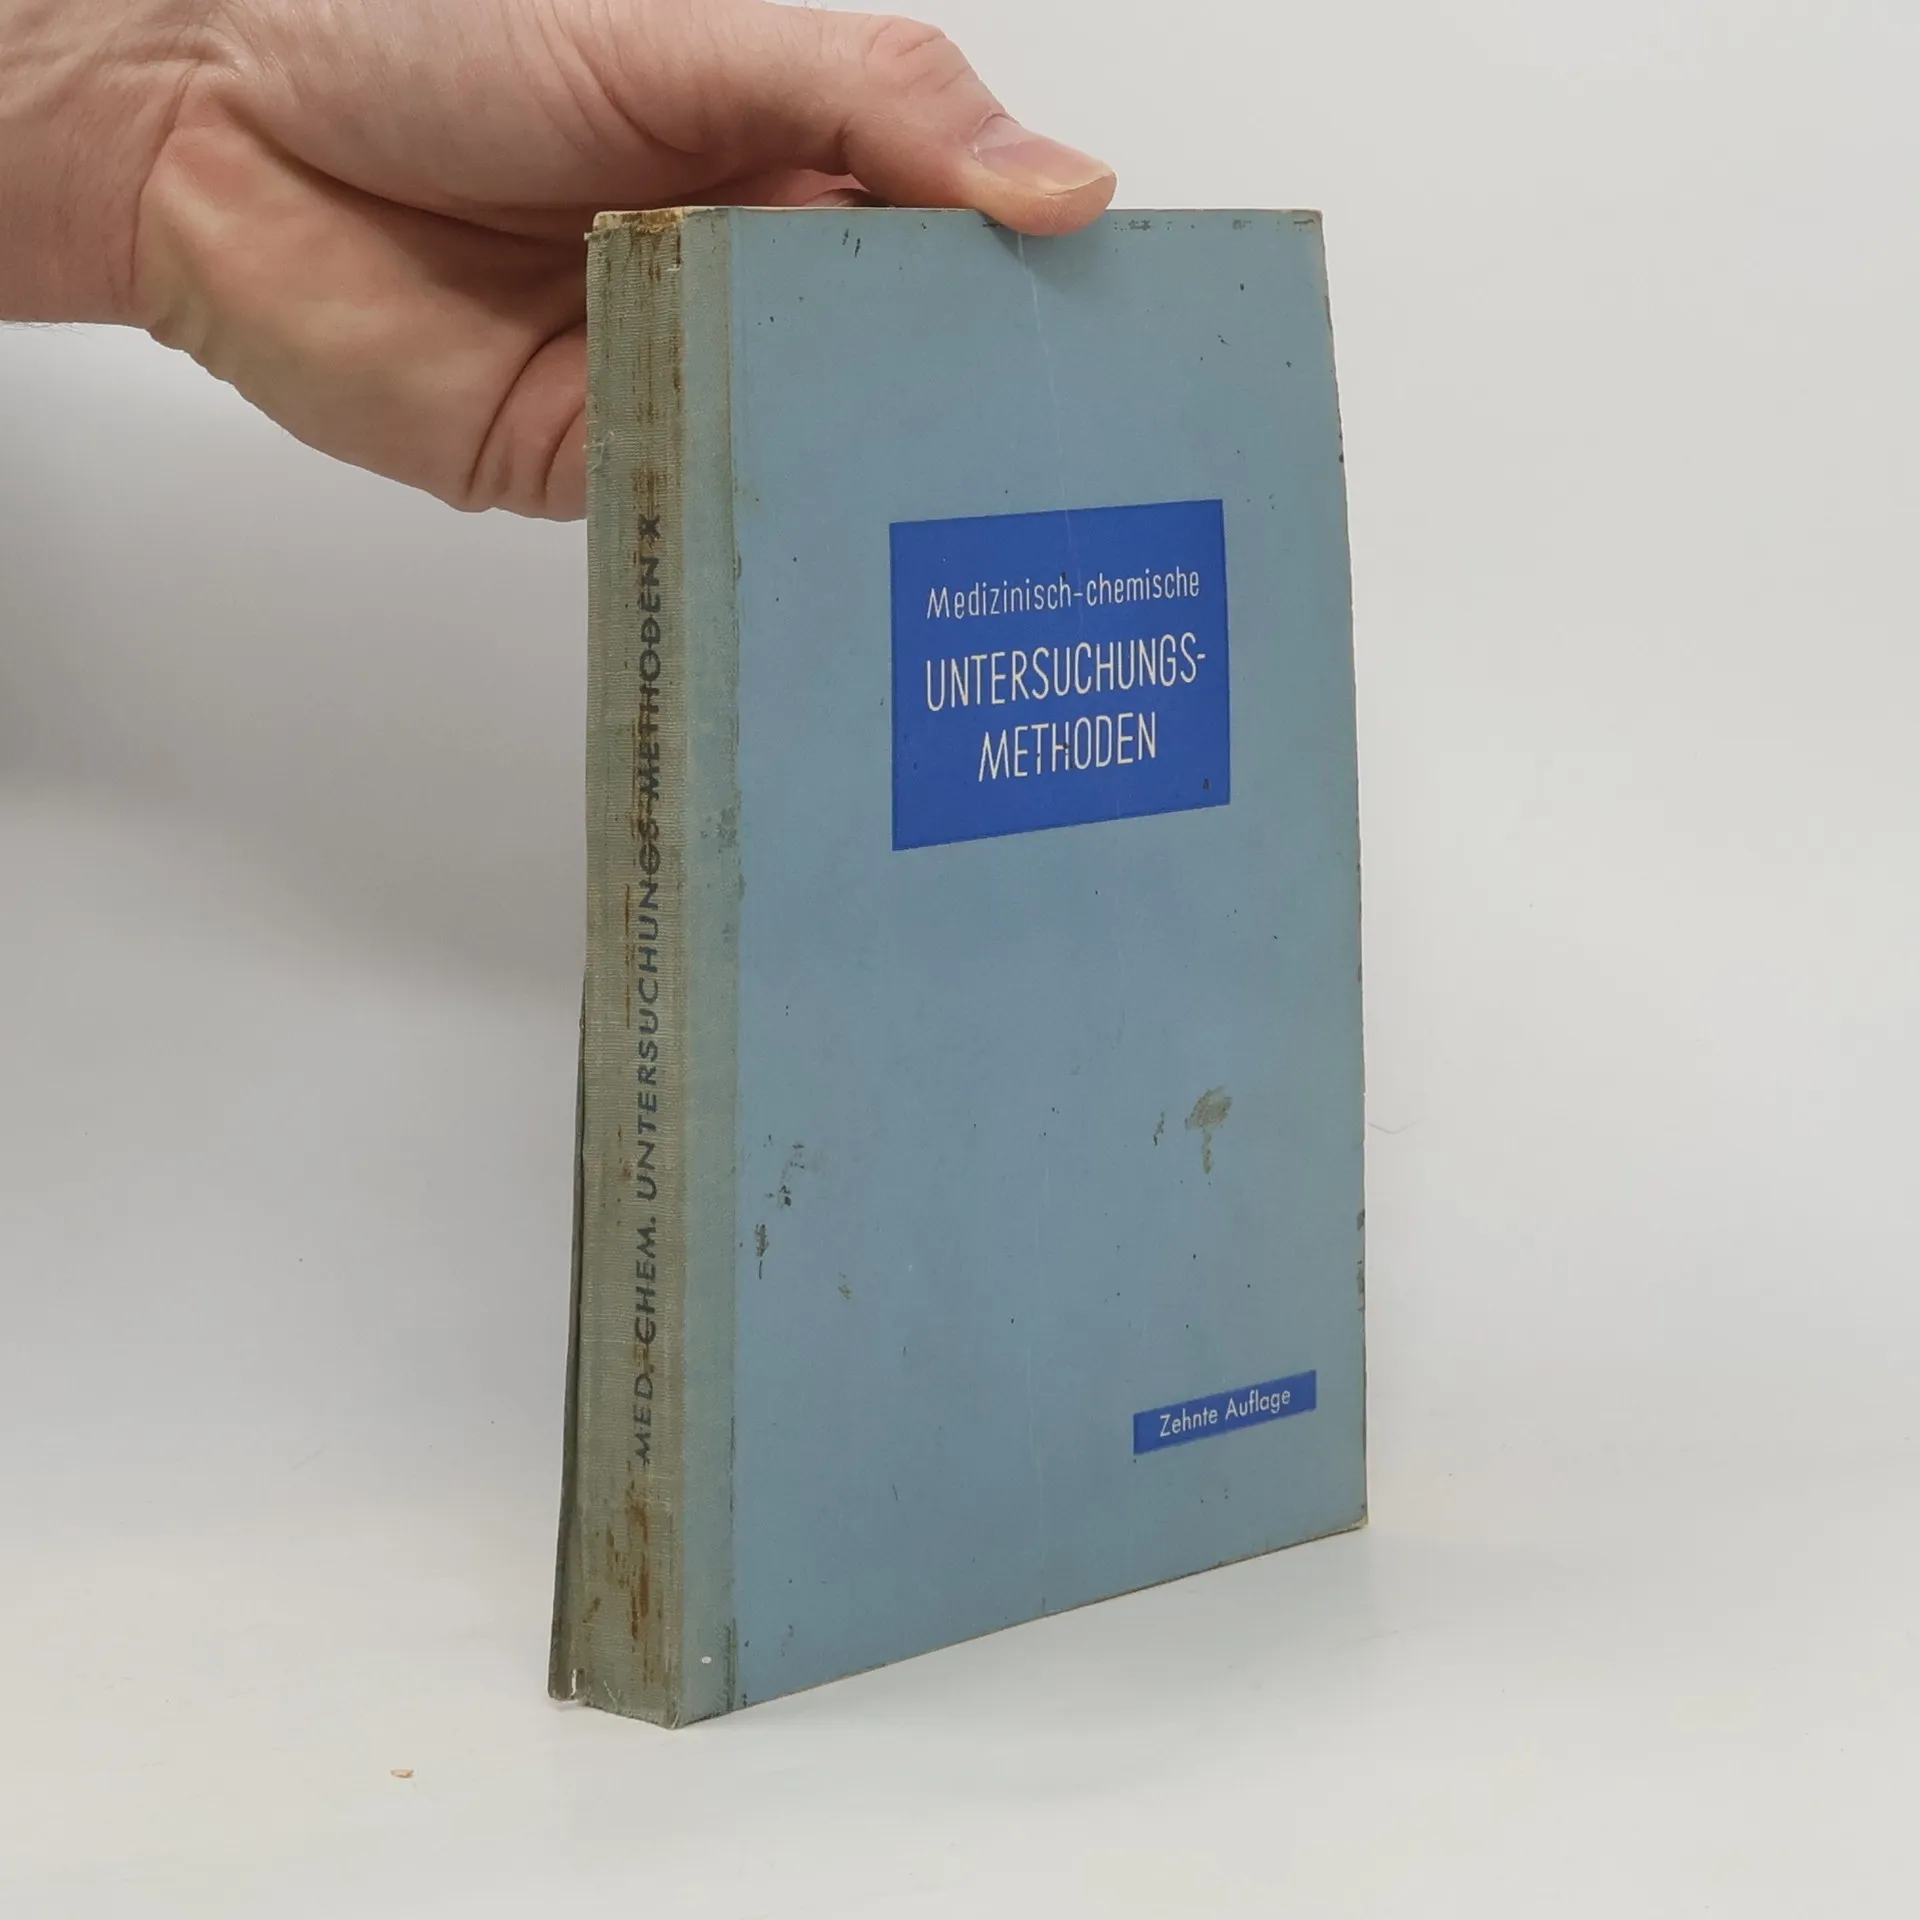 MED.-CHEM. UNTERSUCHUNGS-METHODEN X
Medizinisch-chemische
UNTERSUCHUNGS-
METHODEN
Zehnte Auflage